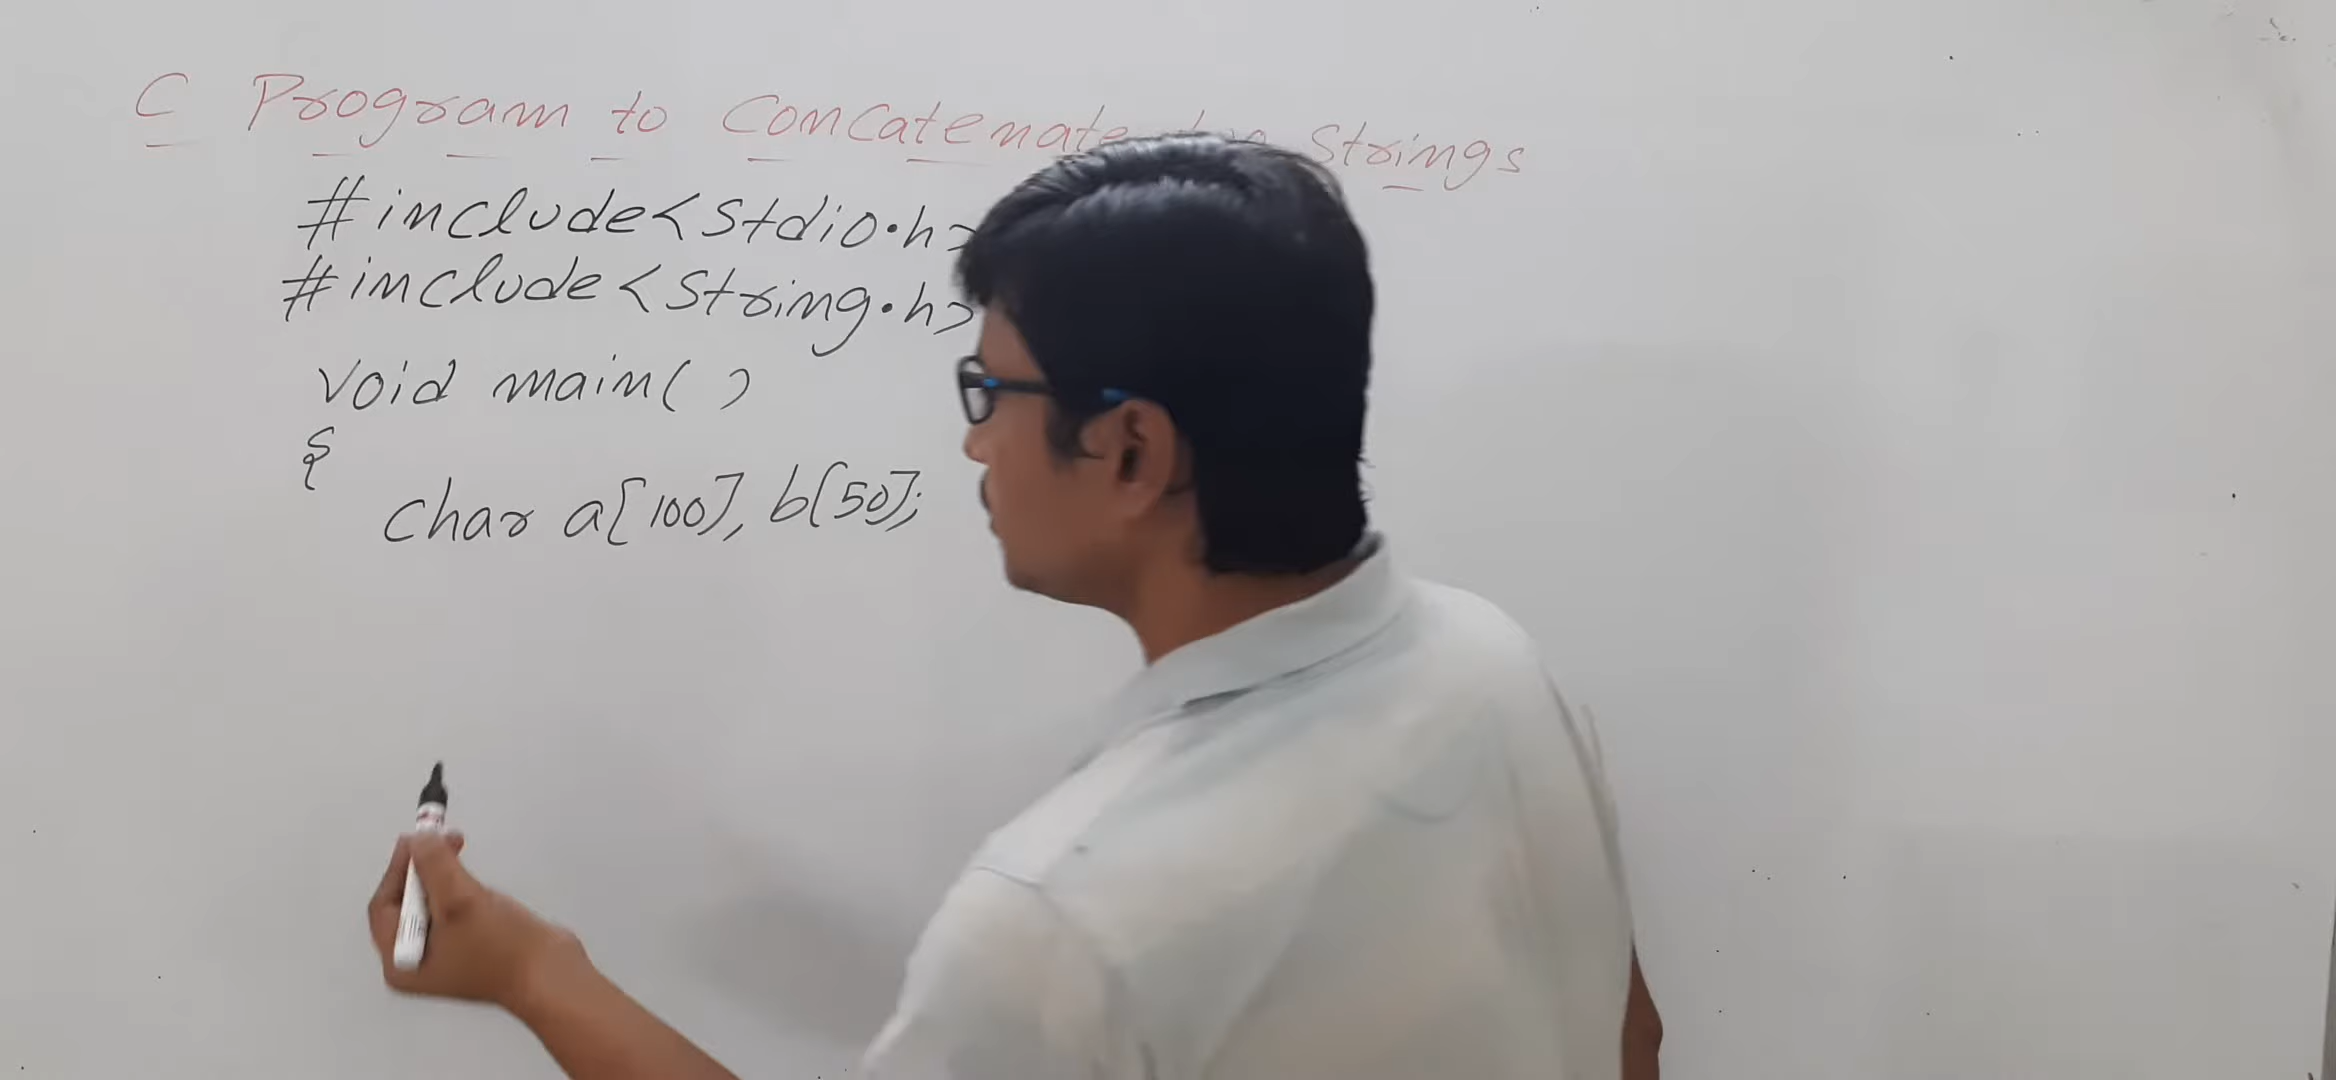 C Program to Concatenate two Strings
#include<stdio.h>
#include<string.h>
void main( )
{
char a[100], b[50];